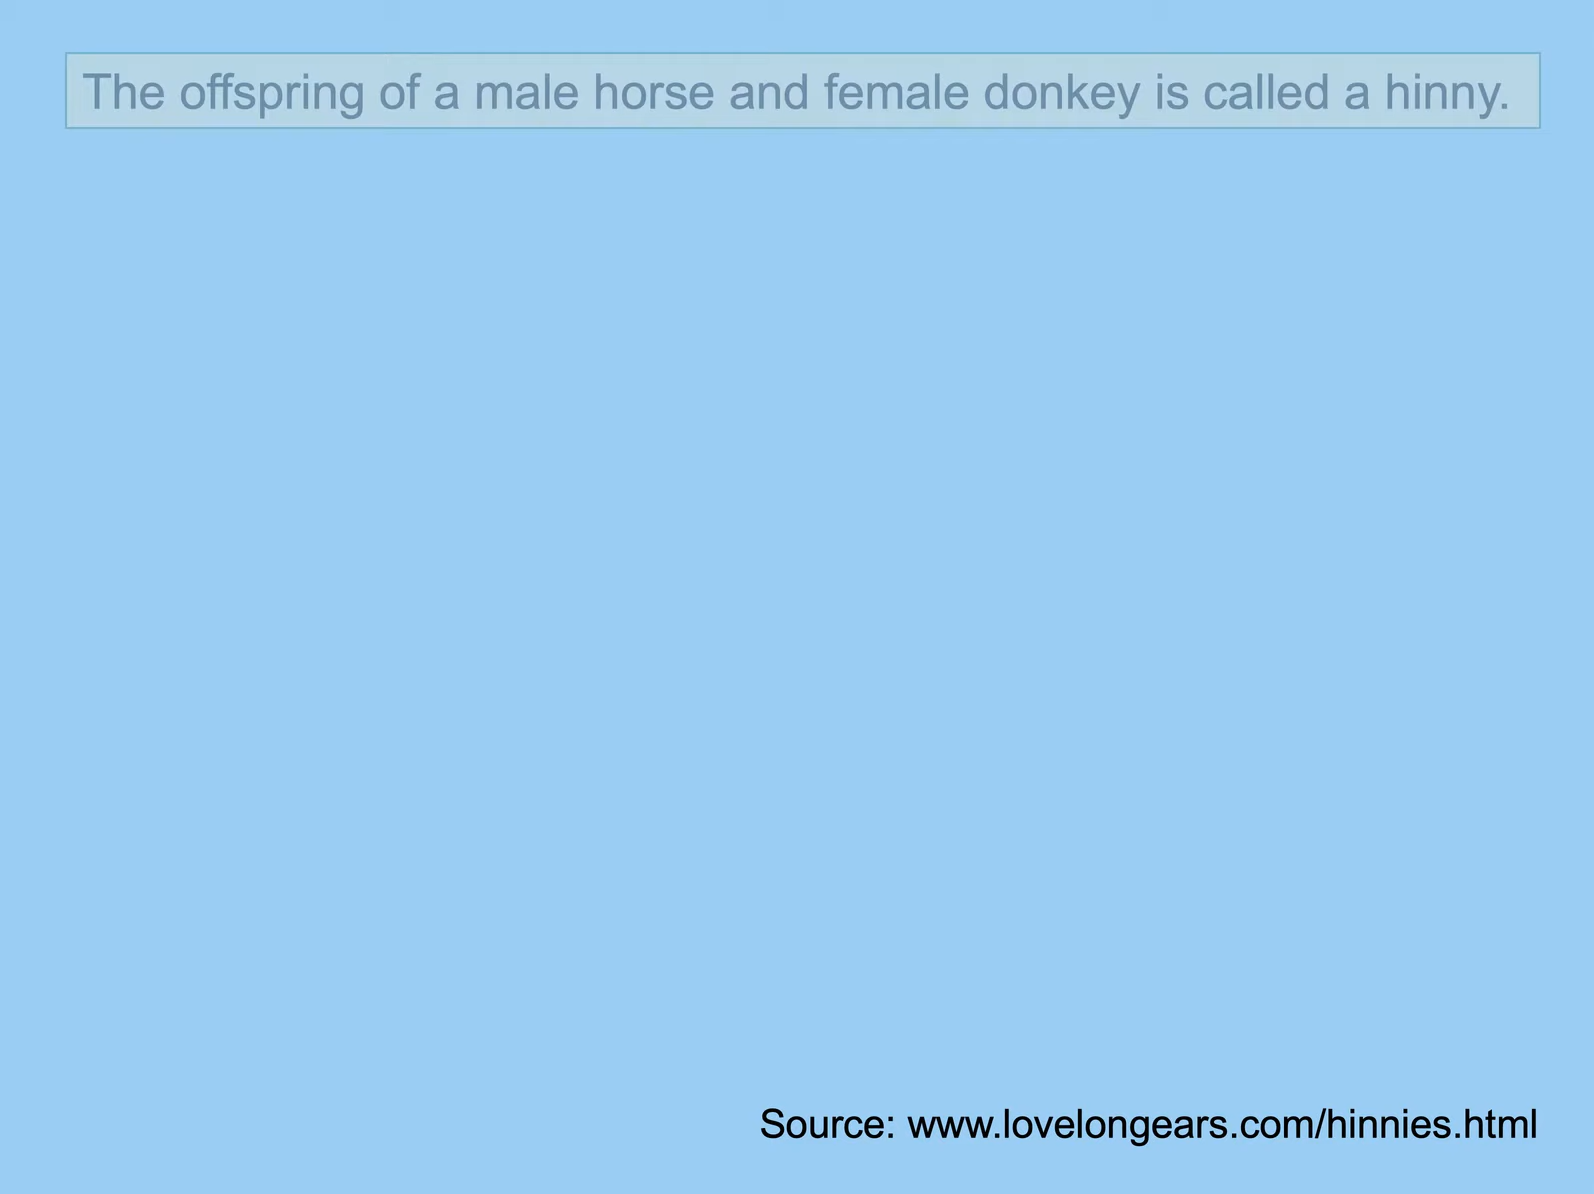 The offspring of a male horse and female donkey is called a hinny.
Source: www.lovelongears.com/hinnies.html